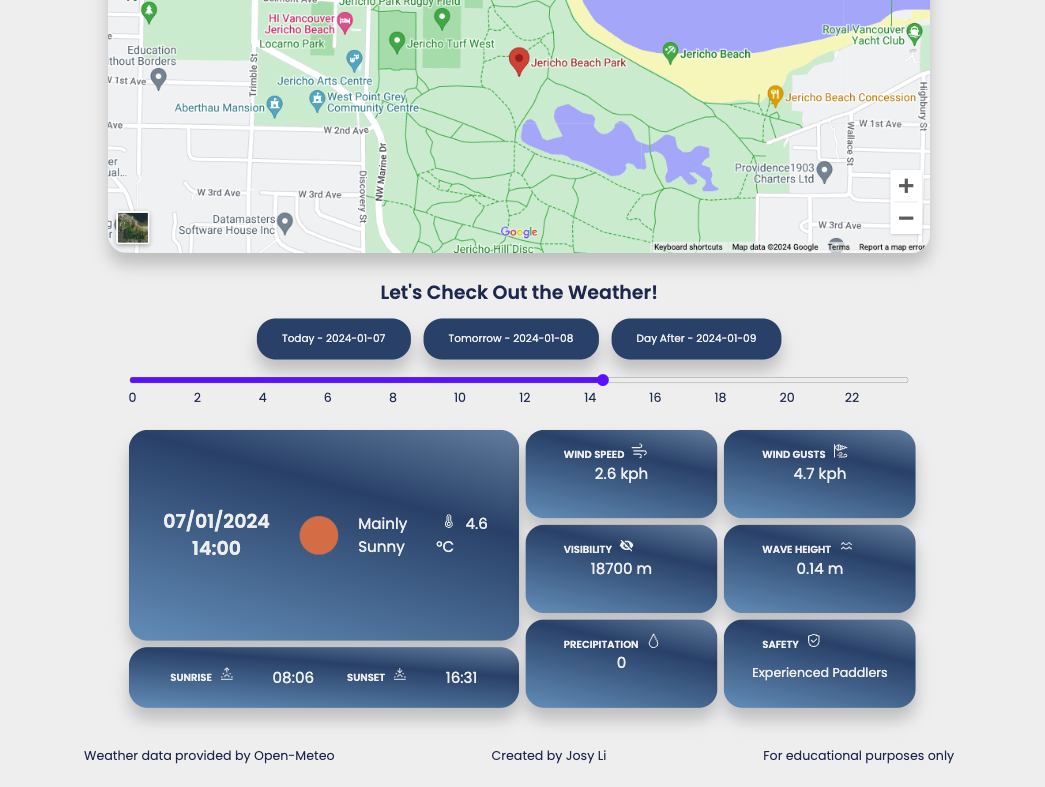 Jericho Park Rugby Field
HI Vancouver
Jericho Beach
Locarno Park
Jericho Turf West
Royal Vancouver
Yacht Club
Education
thout Borders
Jericho Beach
Jericho Beach Park
W 1st Ave
Trimble St
Jericho Arts Centre
Aberthau Mansion
West Point Grey
Community Centre
Jericho Beach Concession
Highbury St
Ave
W 2nd Ave
W 1st Ave
Wallace St
er
ual...
NW Marine Dr
Discovery St
Providence1903
Charters Ltd
W 3rd Ave
W 3rd Ave
Datamasters
Software House Inc
W 3rd Ave
Google
Jericho Hill Disc
Keyboard shortcuts Map data ©2024 Google Terms Report a map error
Let's Check Out the Weather!
Today - 2024-01-07 Tomorrow - 2024-01-08 Day After - 2024-01-09
0 2 4 6 8 10 12 14 16 18 20 22
07/01/2024
14:00
Mainly
Sunny
4.6
°C
WIND SPEED
2.6 kph
WIND GUSTS
4.7 kph
VISIBILITY
18700 m
WAVE HEIGHT
0.14 m
PRECIPITATION
0
SAFETY
Experienced Paddlers
SUNRISE 08:06 SUNSET 16:31
Weather data provided by Open-Meteo Created by Josy Li For educational purposes only